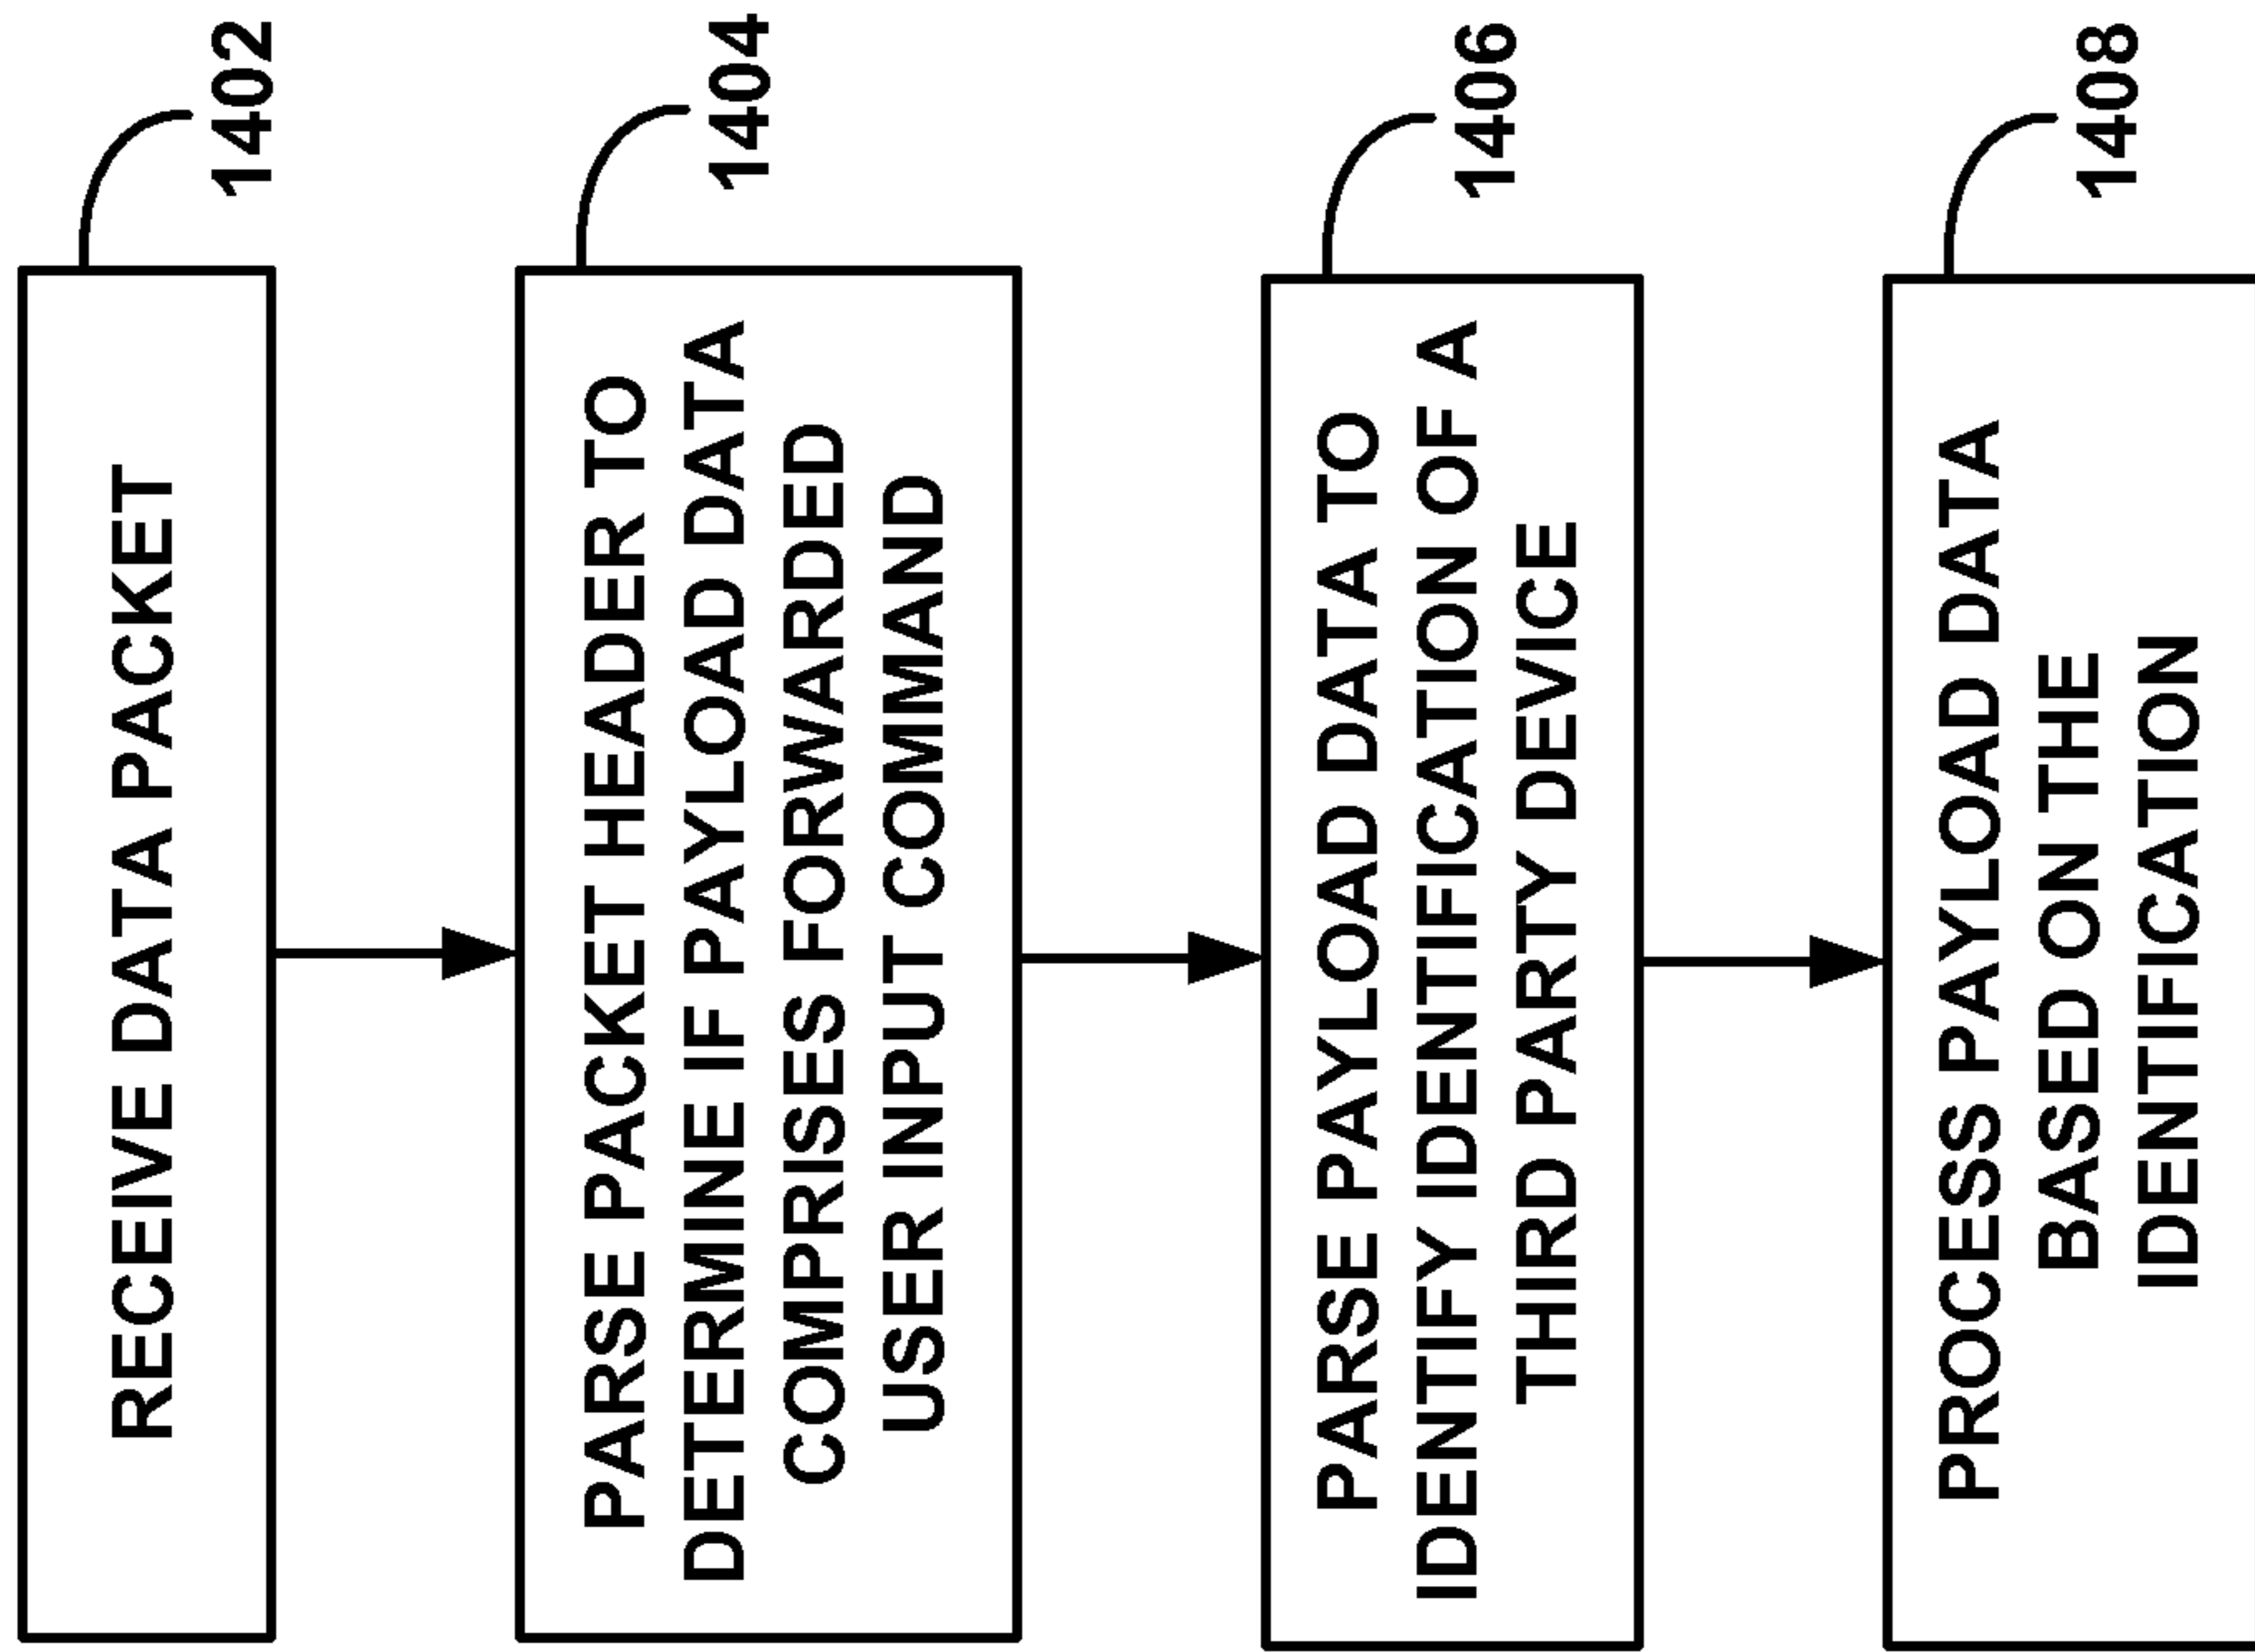 RECEIVE DATA PACKET
1402
PARSE PACKET HEADER TO
DETERMINE IF PAYLOAD DATA
COMPRISES FORWARDED
USER INPUT COMMAND
1404
PARSE PAYLOAD DATA TO
IDENTIFY IDENTIFICATION OF A
THIRD PARTY DEVICE
1406
PROCESS PAYLOAD DATA
BASED ON THE
IDENTIFICATION
1408